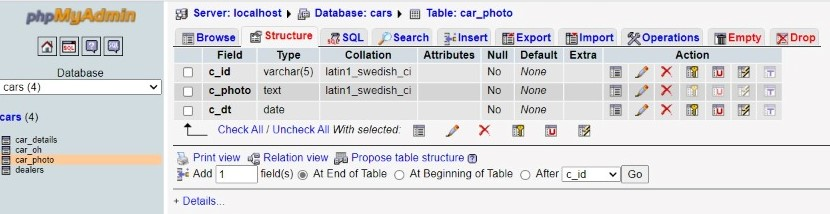 phpMyAdmin
Server: localhost Database: cars Table: car_photo
Browse Structure SQL Search Insert Export Import Operations Empty Drop
SQL
Database
cars (4)
cars (4)
car_details
car_oh
car_photo
dealers
Field Type Collation Attributes Null Default Extra Action
c_id varchar(5) latin1_swedish_ci No None
c_photo text latin1_swedish_ci No None
c_dt date No None
Check All / Uncheck All With selected:
Print view Relation view Propose table structure
Add 1 field(s) At End of Table At Beginning of Table After c_id Go
+ Details...